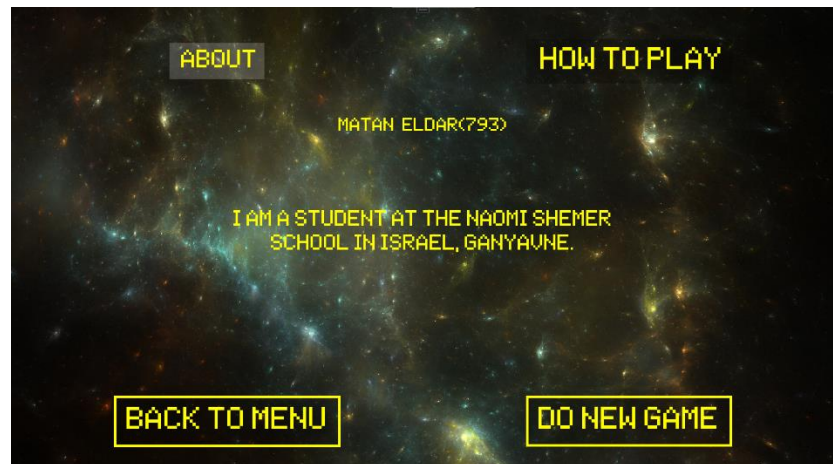 ABOUT
HOW TO PLAY
MATAN ELDAR(793)
I AM A STUDENT AT THE NAOMI SHEMER
SCHOOL IN ISRAEL, GANYAVNE.
BACK TO MENU
DO NEW GAME